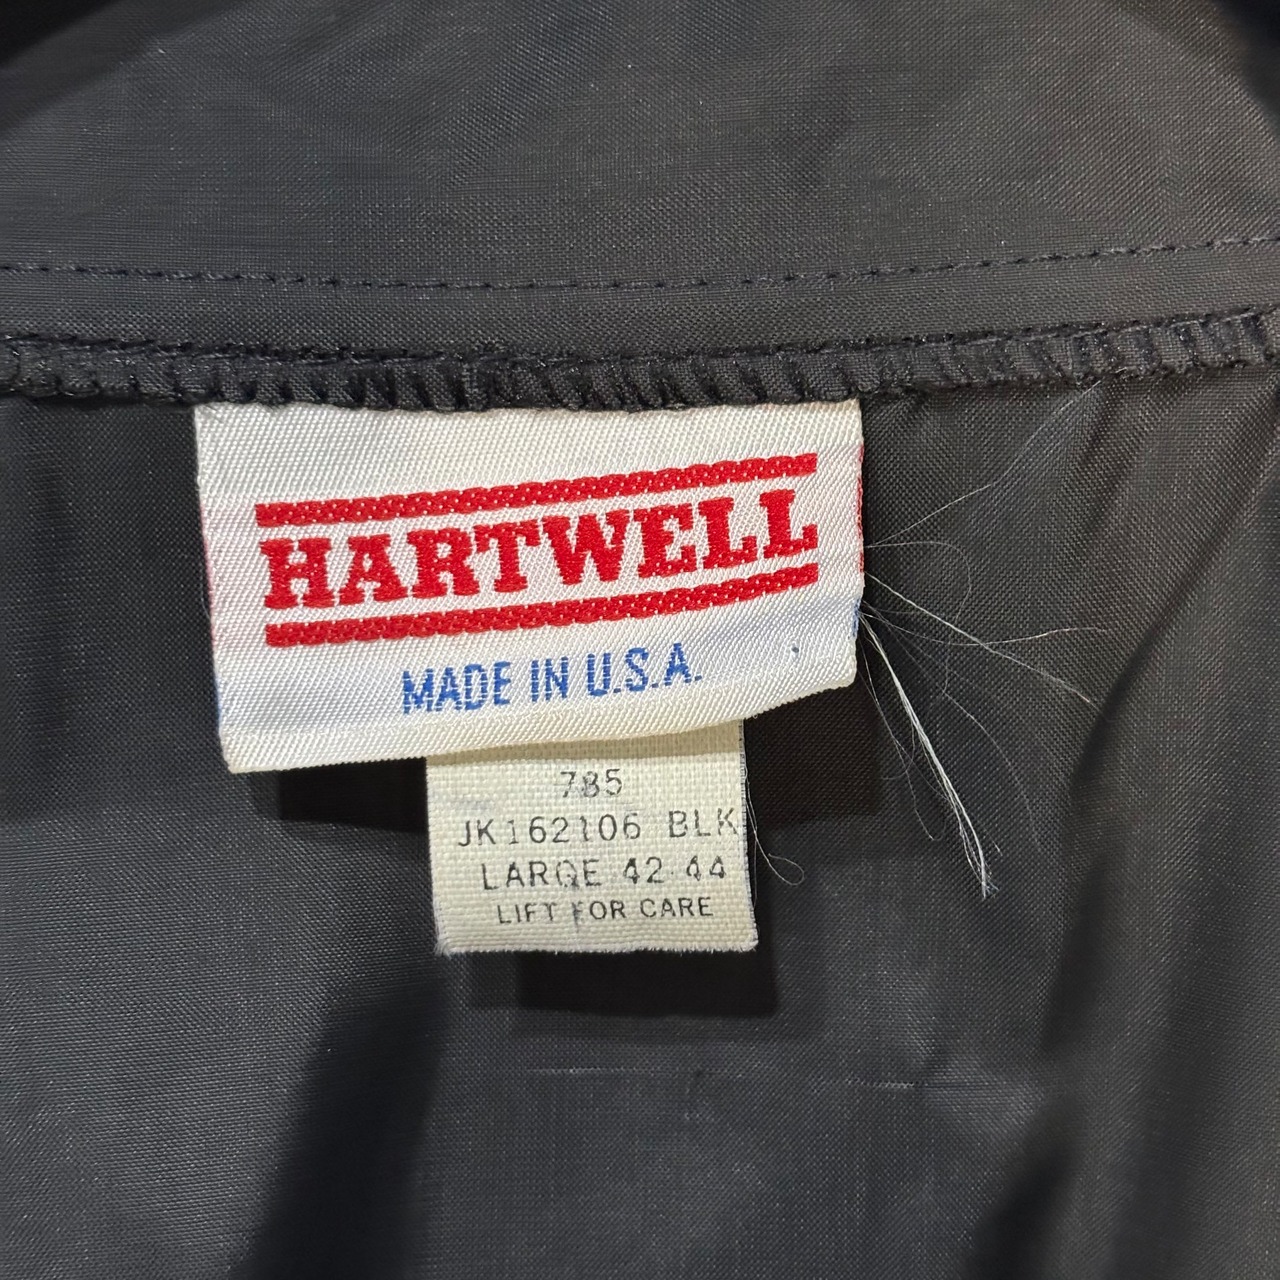 HARTWELL
MADE IN U.S.A.
785
JK162106 BLK
LARGE 42-44
LIFT FOR CARE